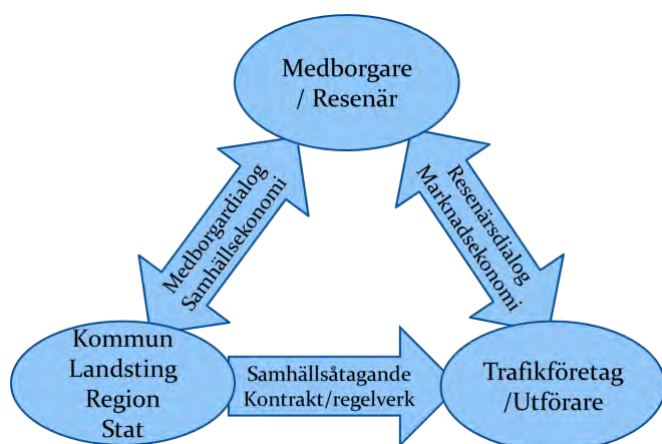 Medborgare
/ Resenär
Medborgardialog
Samhällsekonomi
Resenärsdialog
Marknadsekonomi
Kommun
Landsting
Region
Stat
Samhällsåtagande
Kontrakt/regelverk
Trafikföretag
/Utförare